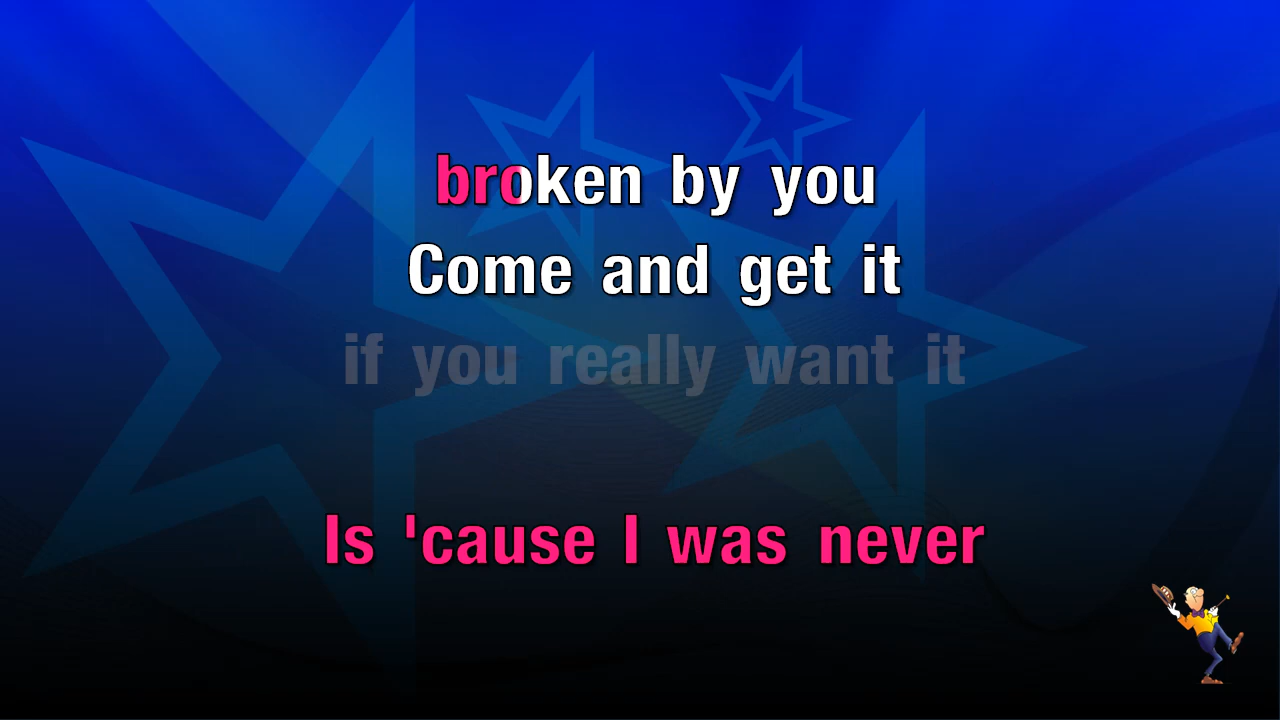 broken by you
Come and get it
if you really want it
Is 'cause I was never